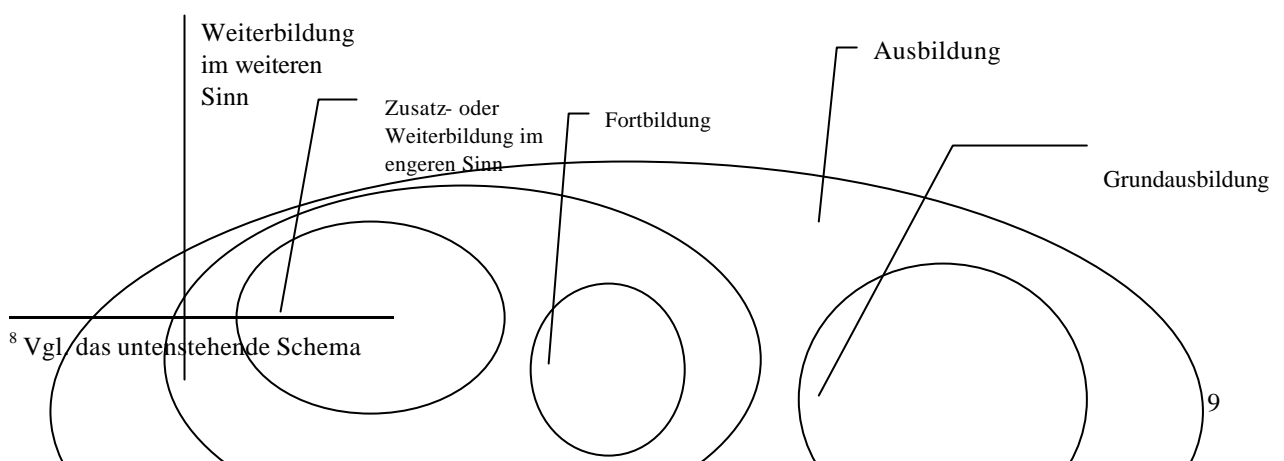 Weiterbildung
im weiteren
Sinn
Zusatz- oder
Weiterbildung im
engeren Sinn
Fortbildung
Ausbildung
Grundausbildung
8 Vgl. das untenstehende Schema
9